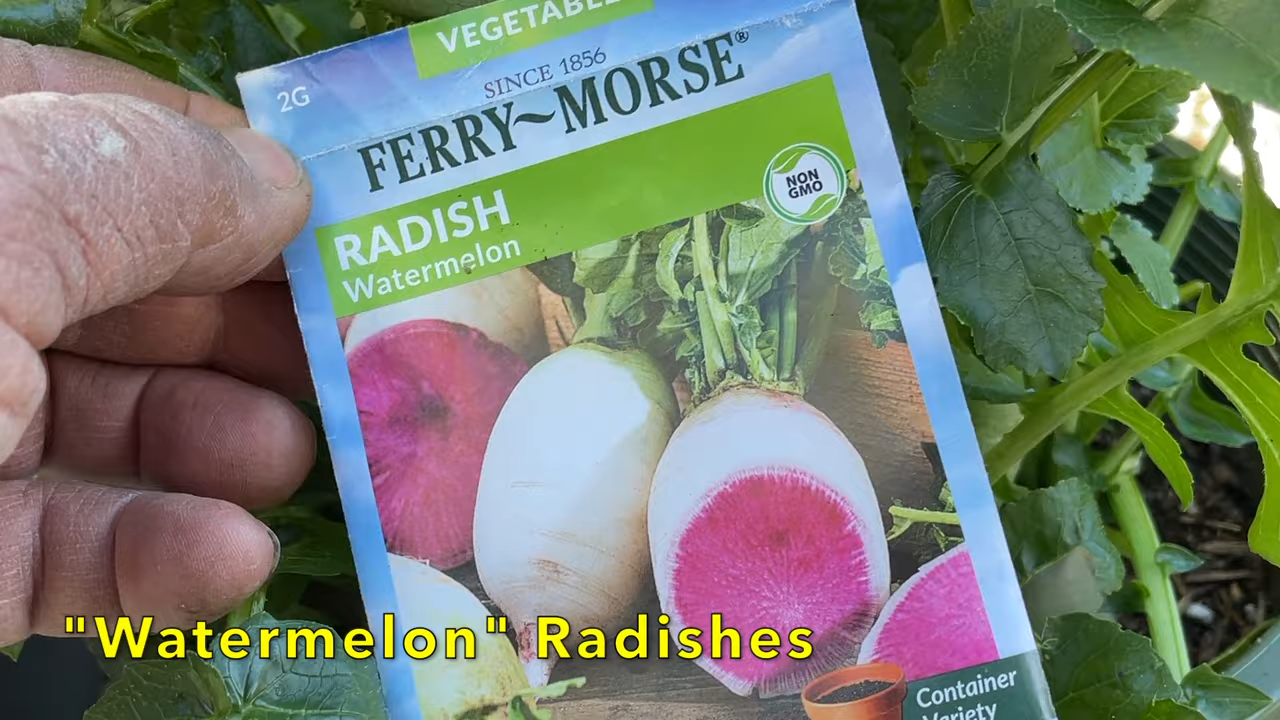 VEGETABLE
2G
SINCE 1856
FERRY~MORSE®
NON
GMO
RADISH
Watermelon
"Watermelon" Radishes
Container
Variety